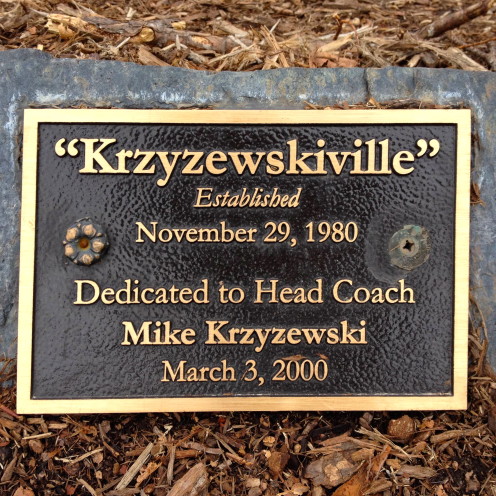 “Krzyzewskiville”
Established
November 29, 1980
Dedicated to Head Coach
Mike Krzyzewski
March 3, 2000